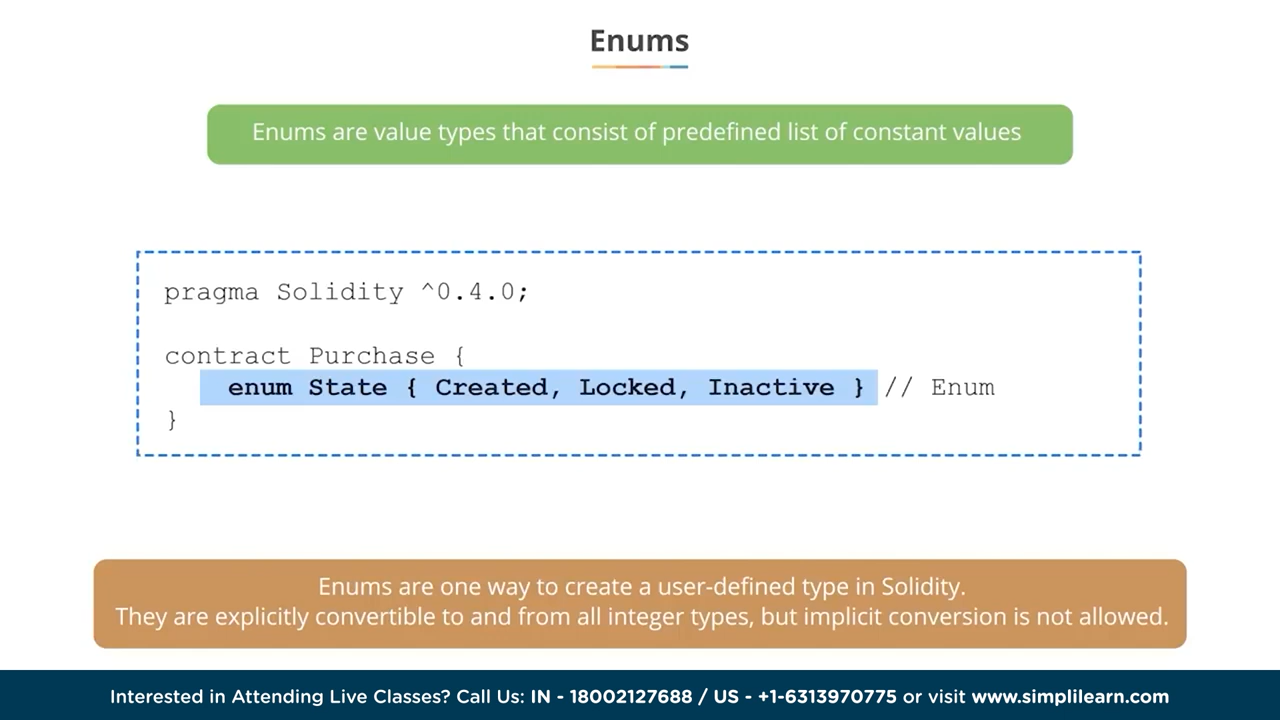 Enums
Enums are value types that consist of predefined list of constant values
pragma Solidity ^0.4.0;
contract Purchase {
enum State { Created, Locked, Inactive } // Enum
}
Enums are one way to create a user-defined type in Solidity.
They are explicitly convertible to and from all integer types, but implicit conversion is not allowed.
Interested in Attending Live Classes? Call Us: IN - 18002127688 / US - +1-6313970775 or visit www.simplilearn.com